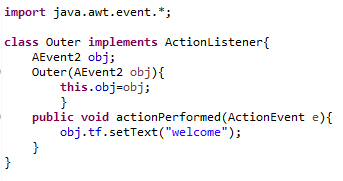 import java.awt.event.*;
class Outer implements ActionListener{
AEvent2 obj;
Outer(AEvent2 obj){
this.obj=obj;
}
public void actionPerformed(ActionEvent e){
obj.tf.setText("welcome");
}
}